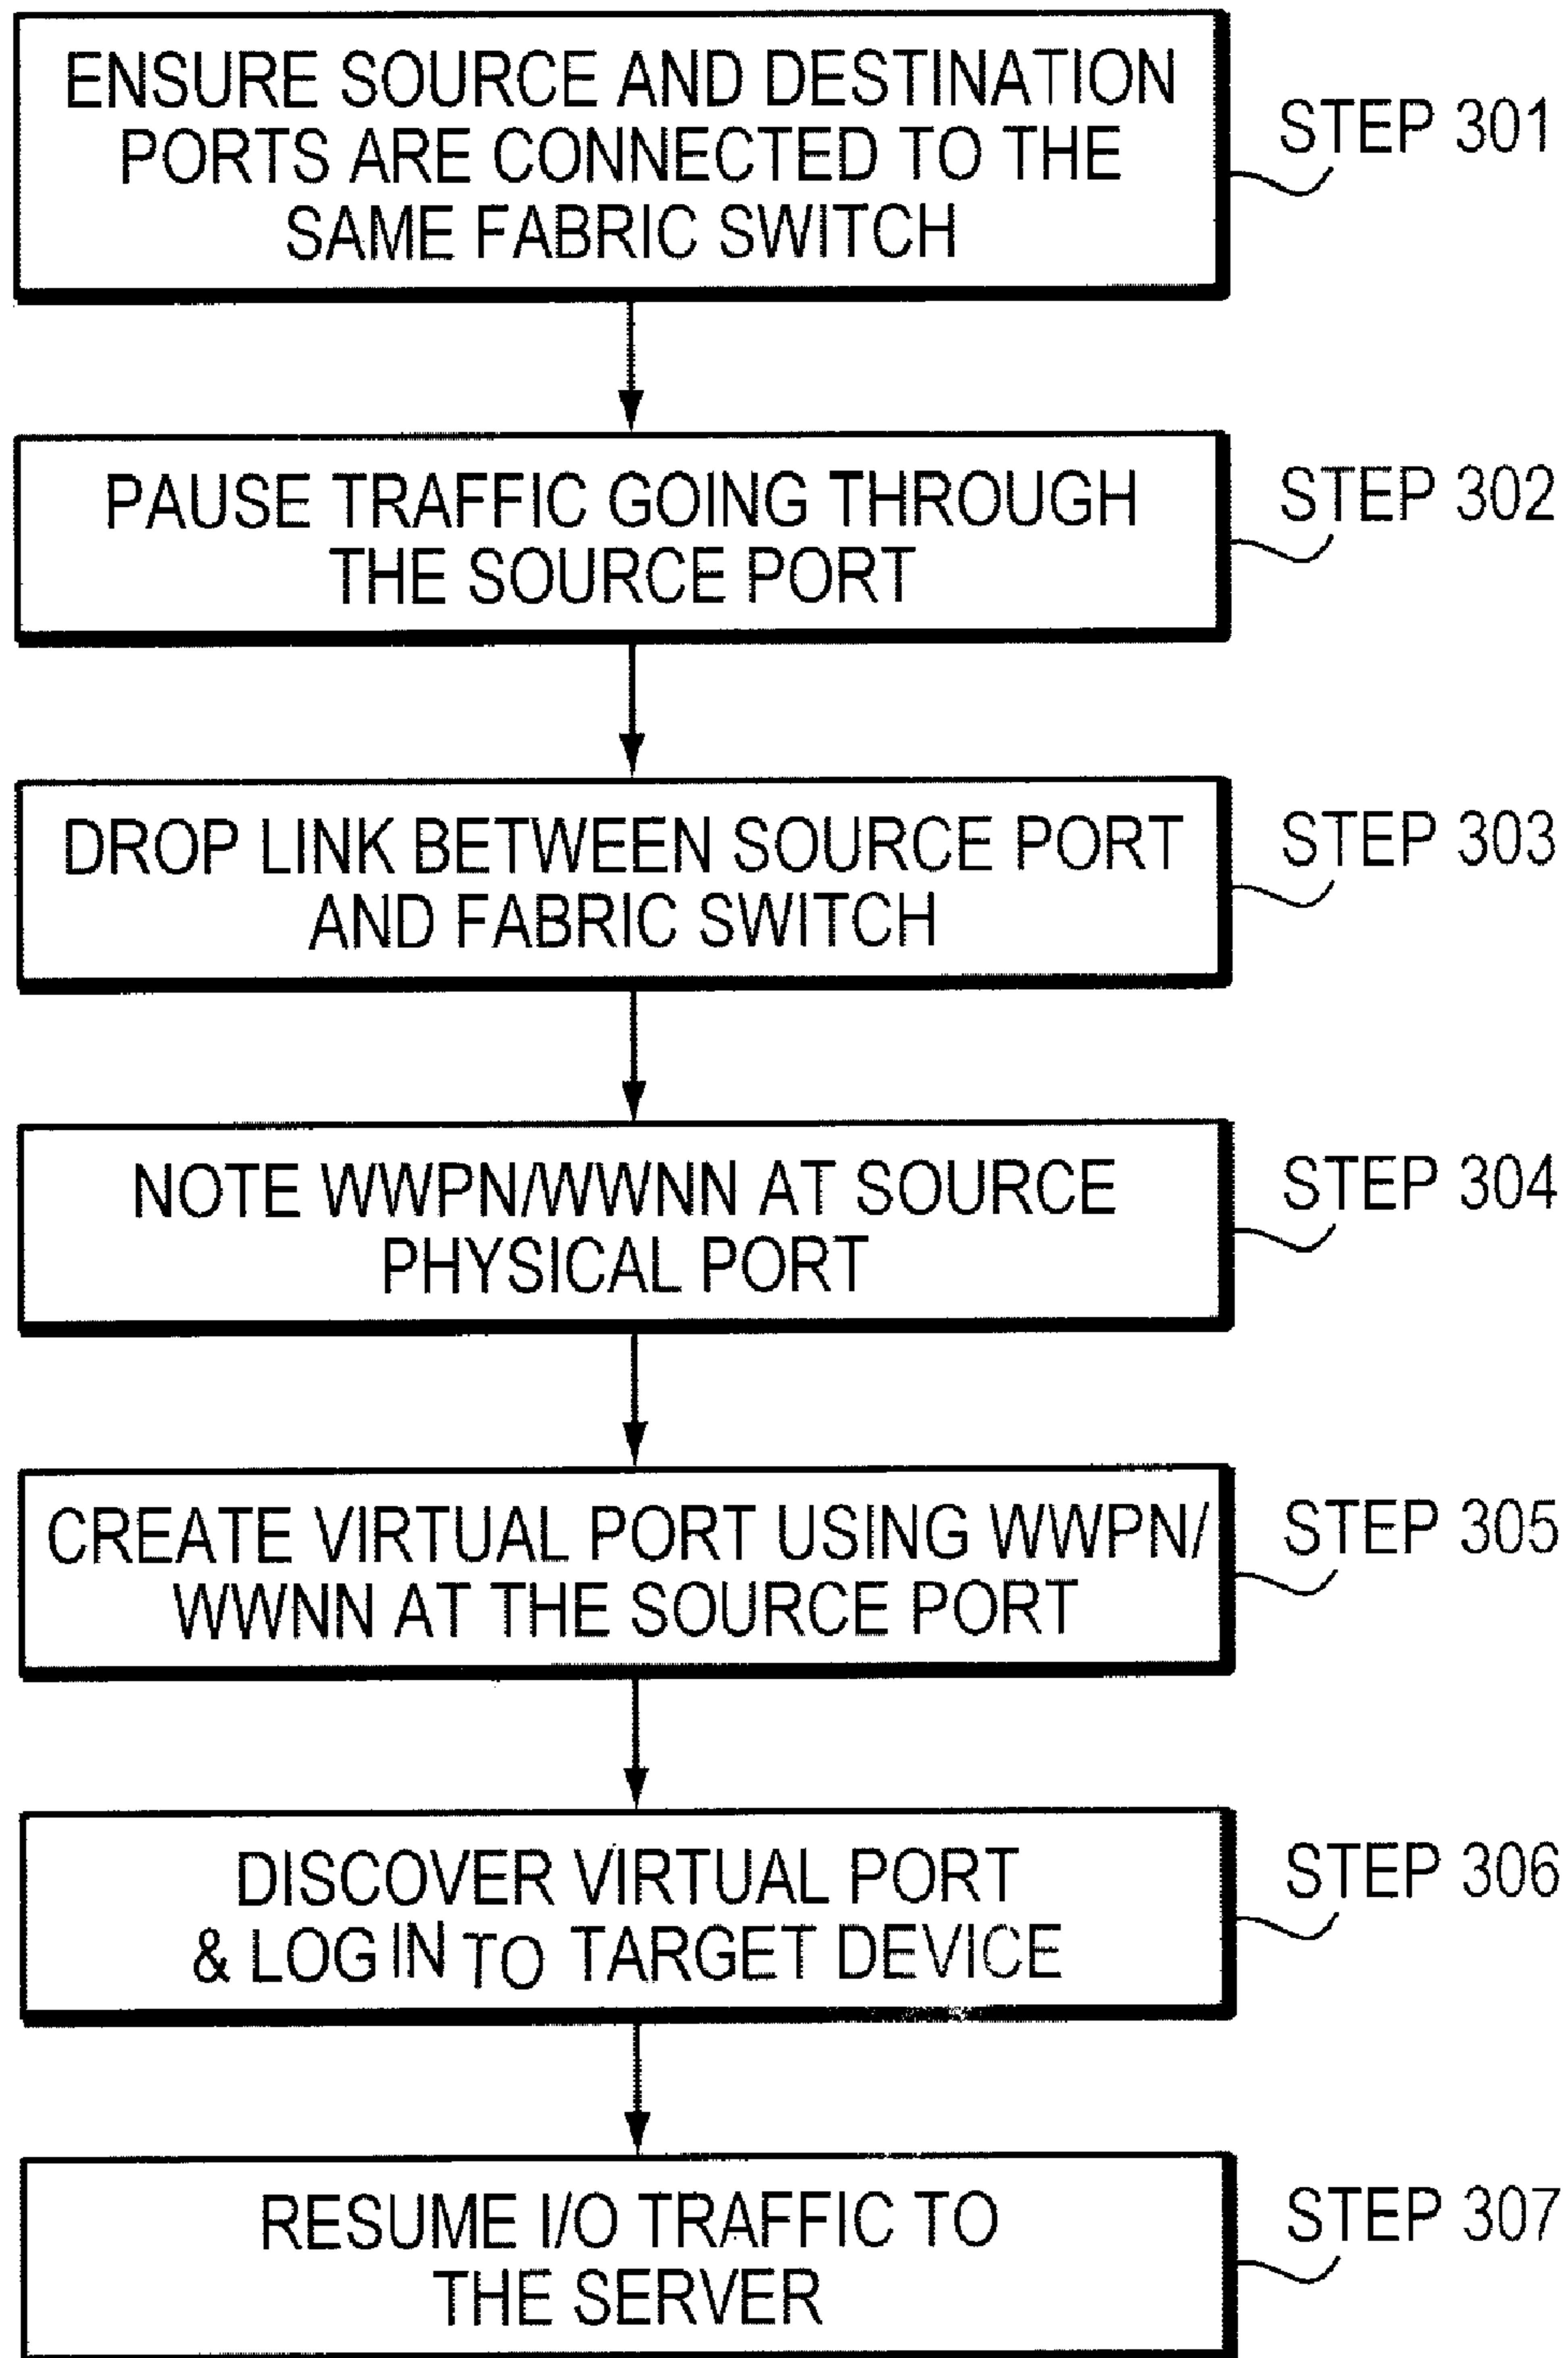 ENSURE SOURCE AND DESTINATION
PORTS ARE CONNECTED TO THE
SAME FABRIC SWITCH
STEP 301
PAUSE TRAFFIC GOING THROUGH
THE SOURCE PORT
STEP 302
DROP LINK BETWEEN SOURCE PORT
AND FABRIC SWITCH
STEP 303
NOTE WWPN/WWNN AT SOURCE
PHYSICAL PORT
STEP 304
CREATE VIRTUAL PORT USING WWPN/
WWNN AT THE SOURCE PORT
STEP 305
DISCOVER VIRTUAL PORT
& LOG IN TO TARGET DEVICE
STEP 306
RESUME I/O TRAFFIC TO
THE SERVER
STEP 307